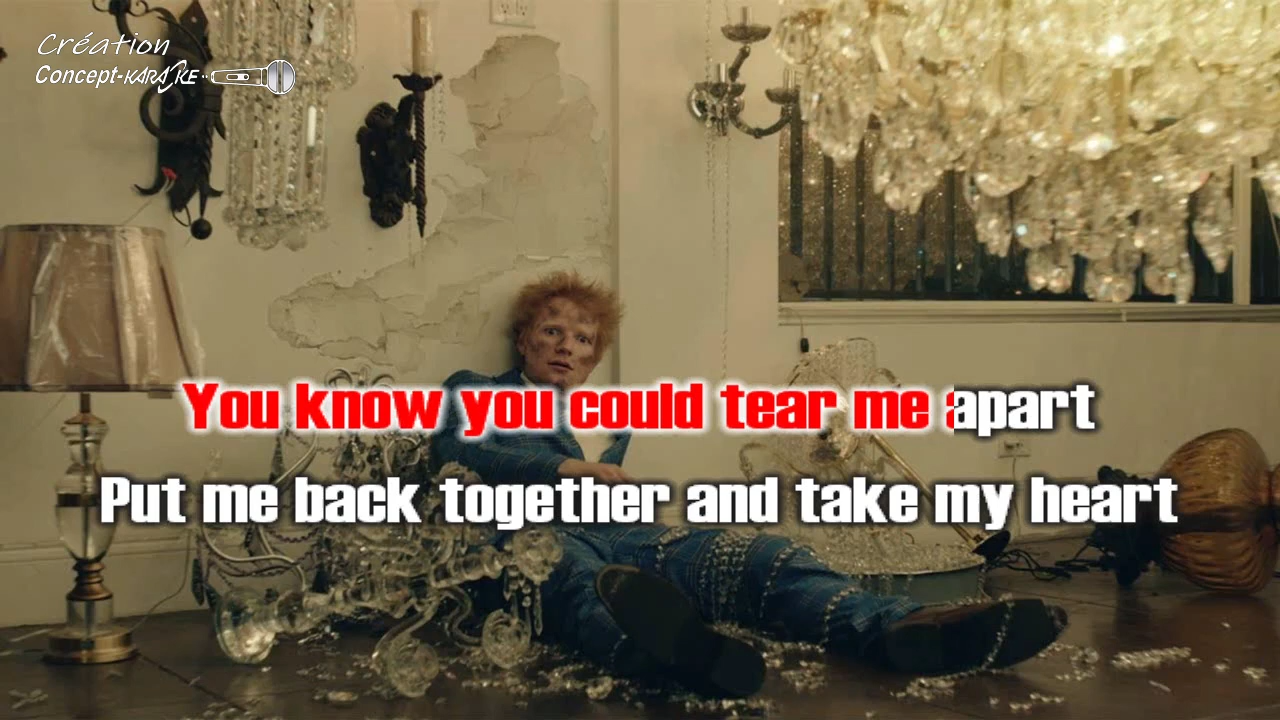 Création
Concept-KARAOKE
You know you could tear me apart
Put me back together and take my heart